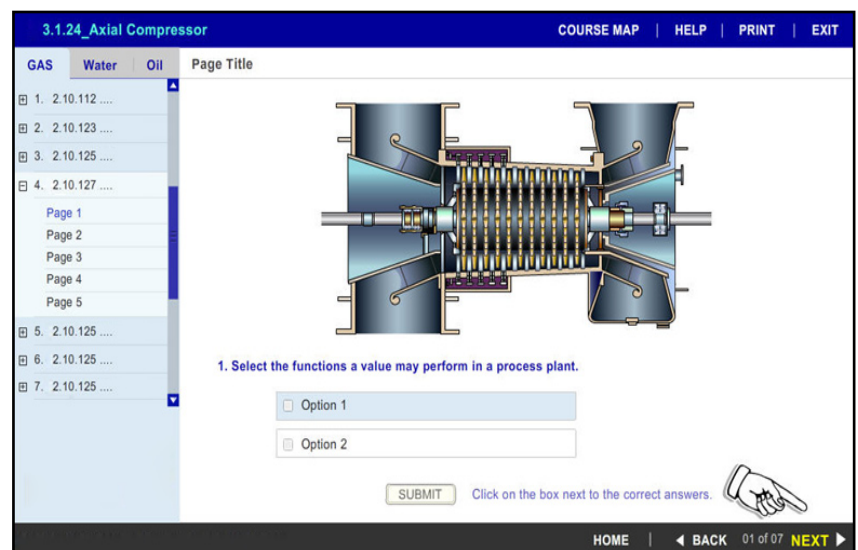 3.1.24_Axial Compressor
COURSE MAP | HELP | PRINT | EXIT
GAS Water Oil
Page Title
1. 2.10.112 ....
2. 2.10.123 ....
3. 2.10.125 ....
4. 2.10.127 ....
Page 1
Page 2
Page 3
Page 4
Page 5
5. 2.10.125 ....
6. 2.10.125 ....
7. 2.10.125 ....
1. Select the functions a value may perform in a process plant.
Option 1
Option 2
SUBMIT
Click on the box next to the correct answers.
HOME | BACK 01 of 07 NEXT